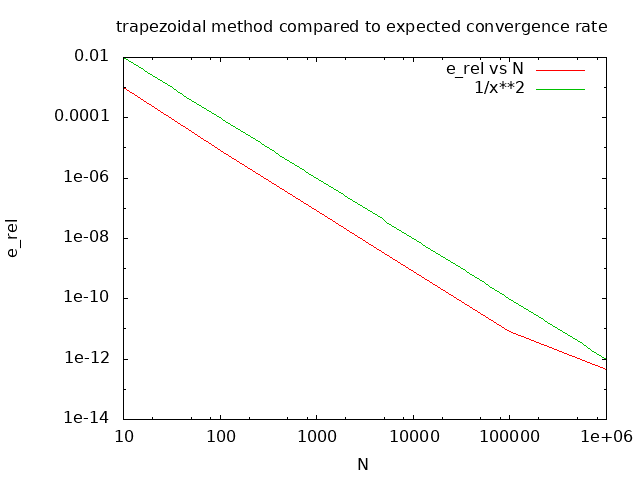 trapezoidal method compared to expected convergence rate
0.01
0.0001
1e-06
1e-08
1e-10
1e-12
1e-14
10
100
1000
10000
100000
1e+06
e_rel
N
e_rel vs N
1/x**2